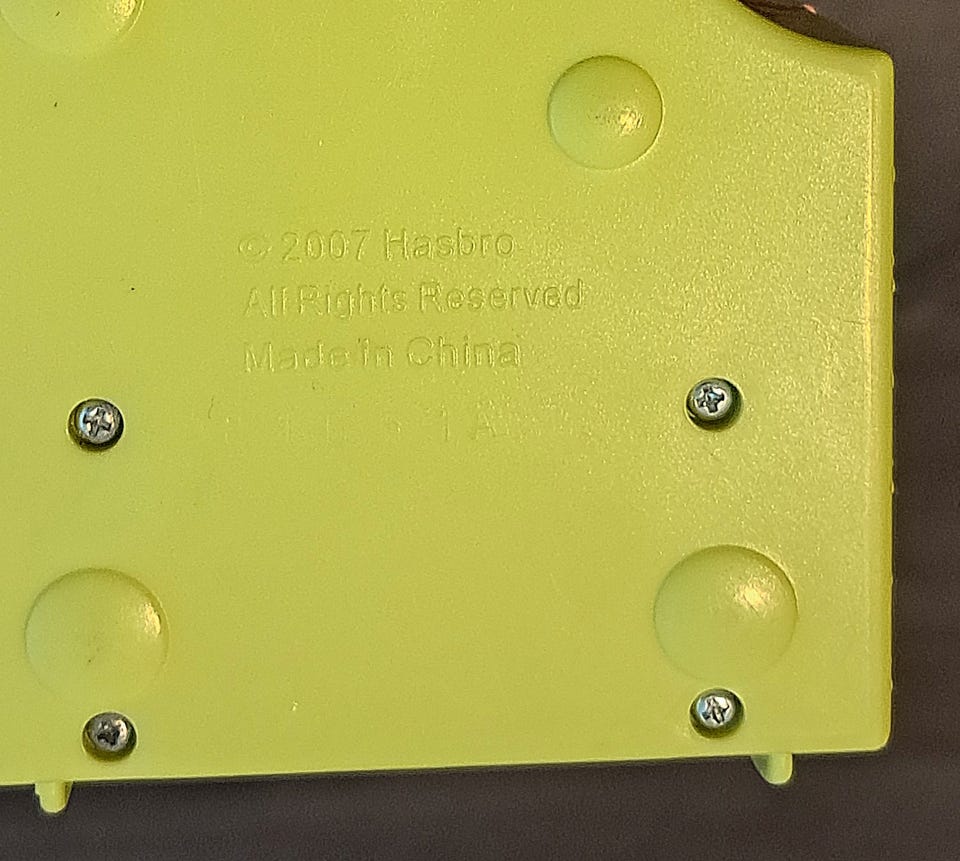 © 2007 Hasbro
All Rights Reserved
Made in China